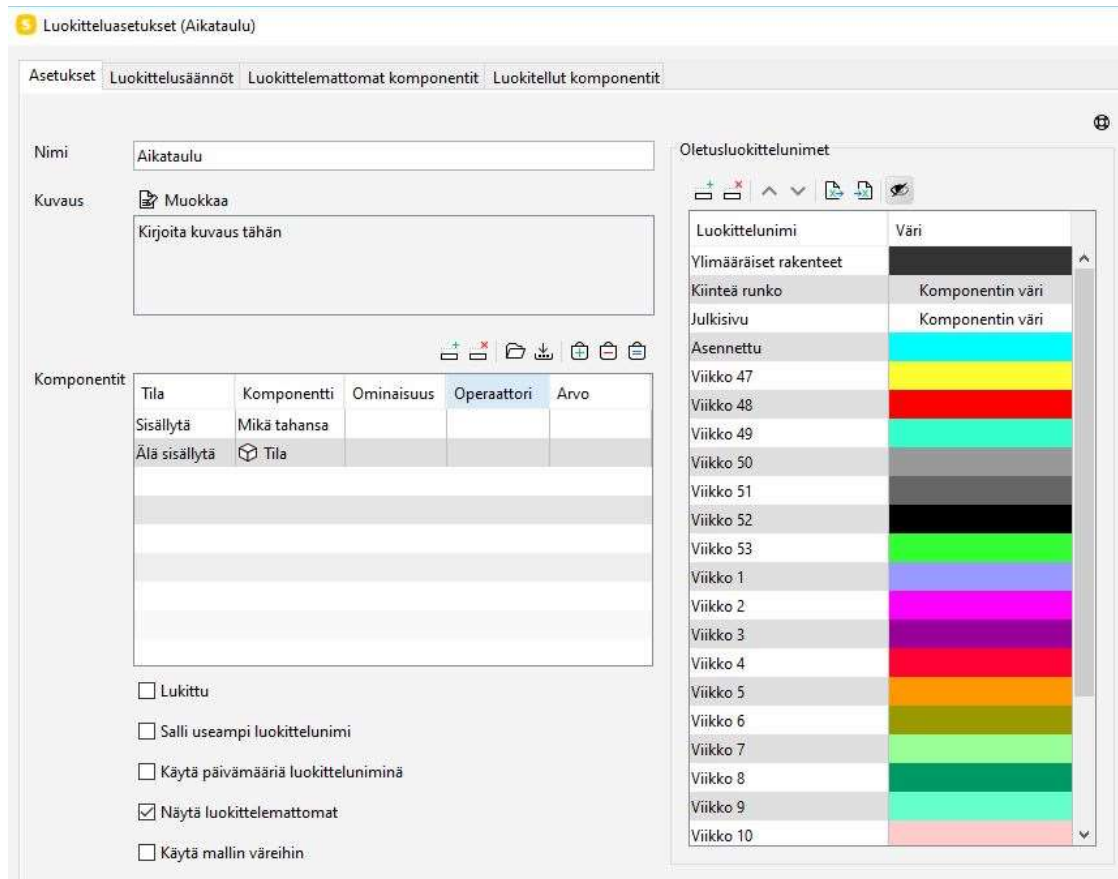 Luokitteluasetukset (Aikataulu)
Asetukset Luokittelusäännöt Luokittelemattomat komponentit Luokitellut komponentit
Nimi
Aikataulu
Kuvaus
Muokkaa
Kirjoita kuvaus tähän
Komponentit
Tila Komponentti Ominaisuus Operaattori Arvo
Sisällytä Mikä tahansa
Älä sisällytä Tila
Lukittu
Salli useampi luokittelunimi
Käytä päivämääriä luokitteluniminä
Näytä luokittelemattomat
Käytä mallin väreihin
Oletusluokittelunimet
Luokittelunimi Väri
Ylimääräiset rakenteet
Kiinteä runko Komponentin väri
Julkisivu Komponentin väri
Asennettu
Viikko 47
Viikko 48
Viikko 49
Viikko 50
Viikko 51
Viikko 52
Viikko 53
Viikko 1
Viikko 2
Viikko 3
Viikko 4
Viikko 5
Viikko 6
Viikko 7
Viikko 8
Viikko 9
Viikko 10